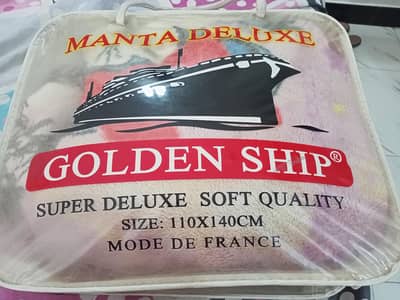 MANTA DELUXE
GOLDEN SHIP®
SUPER DELUXE SOFT QUALITY
SIZE: 110X140CM
MODE DE FRANCE